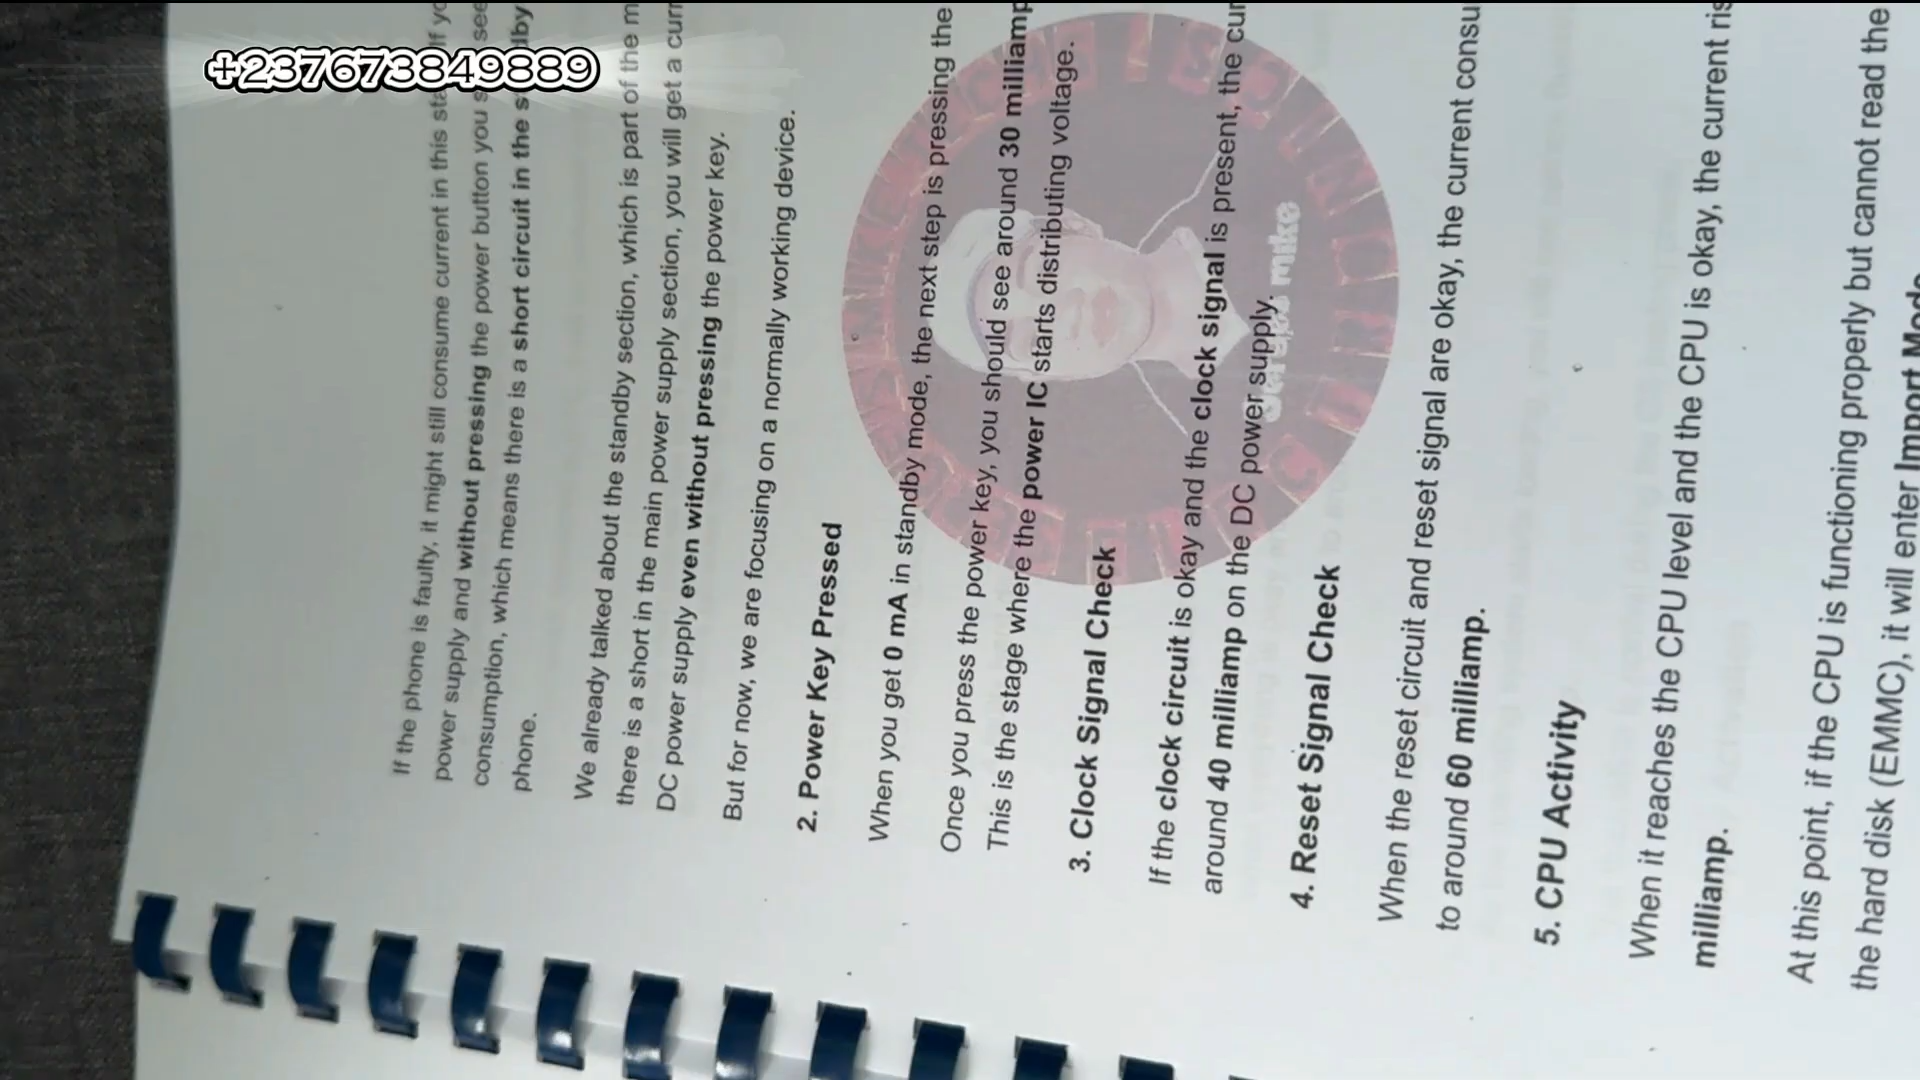 +237673849889
If the phone is faulty, it might still consume current in this
power supply and without pressing the power button you
consumption, which means there is a short circuit in the
phone.
We already talked about the standby section, which is part of the
there is a short in the main power supply section, you will get a
DC power supply even without pressing the power key.
But for now, we are focusing on a normally working device.
2. Power Key Pressed
When you get 0 mA in standby mode, the next step is pressing the
Once you press the power key, you should see around 30 milliamp
This is the stage where the power IC starts distributing voltage.
3. Clock Signal Check
If the clock circuit is okay and the clock signal is present, the
around 40 milliamp on the DC power supply.
4. Reset Signal Check
When the reset circuit and reset signal are okay, the current
to around 60 milliamp.
5. CPU Activity
When it reaches the CPU level and the CPU is okay, the current
milliamp.
At this point, if the CPU is functioning properly but cannot read the
the hard disk (EMMC), it will enter Import